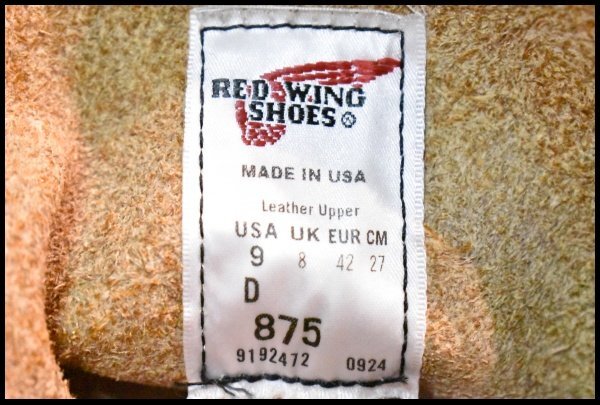 RED WING
SHOES®
MADE IN USA
Leather Upper
USA UK EUR CM
9 8 42 27
D
875
9192472 0924